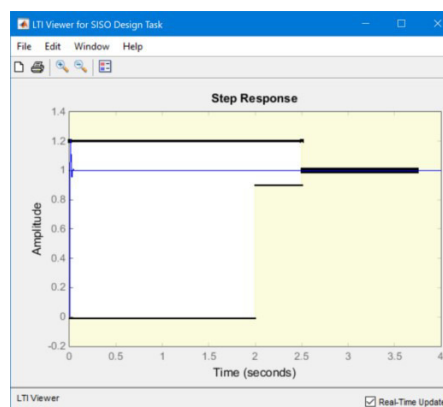 LTI Viewer for SISO Design Task
File Edit Window Help
Step Response
Amplitude
1.4
1.2
1
0.8
0.6
0.4
0.2
0
-0.2
0 0.5 1 1.5 2 2.5 3 3.5 4
Time (seconds)
LTI Viewer
Real-Time Update